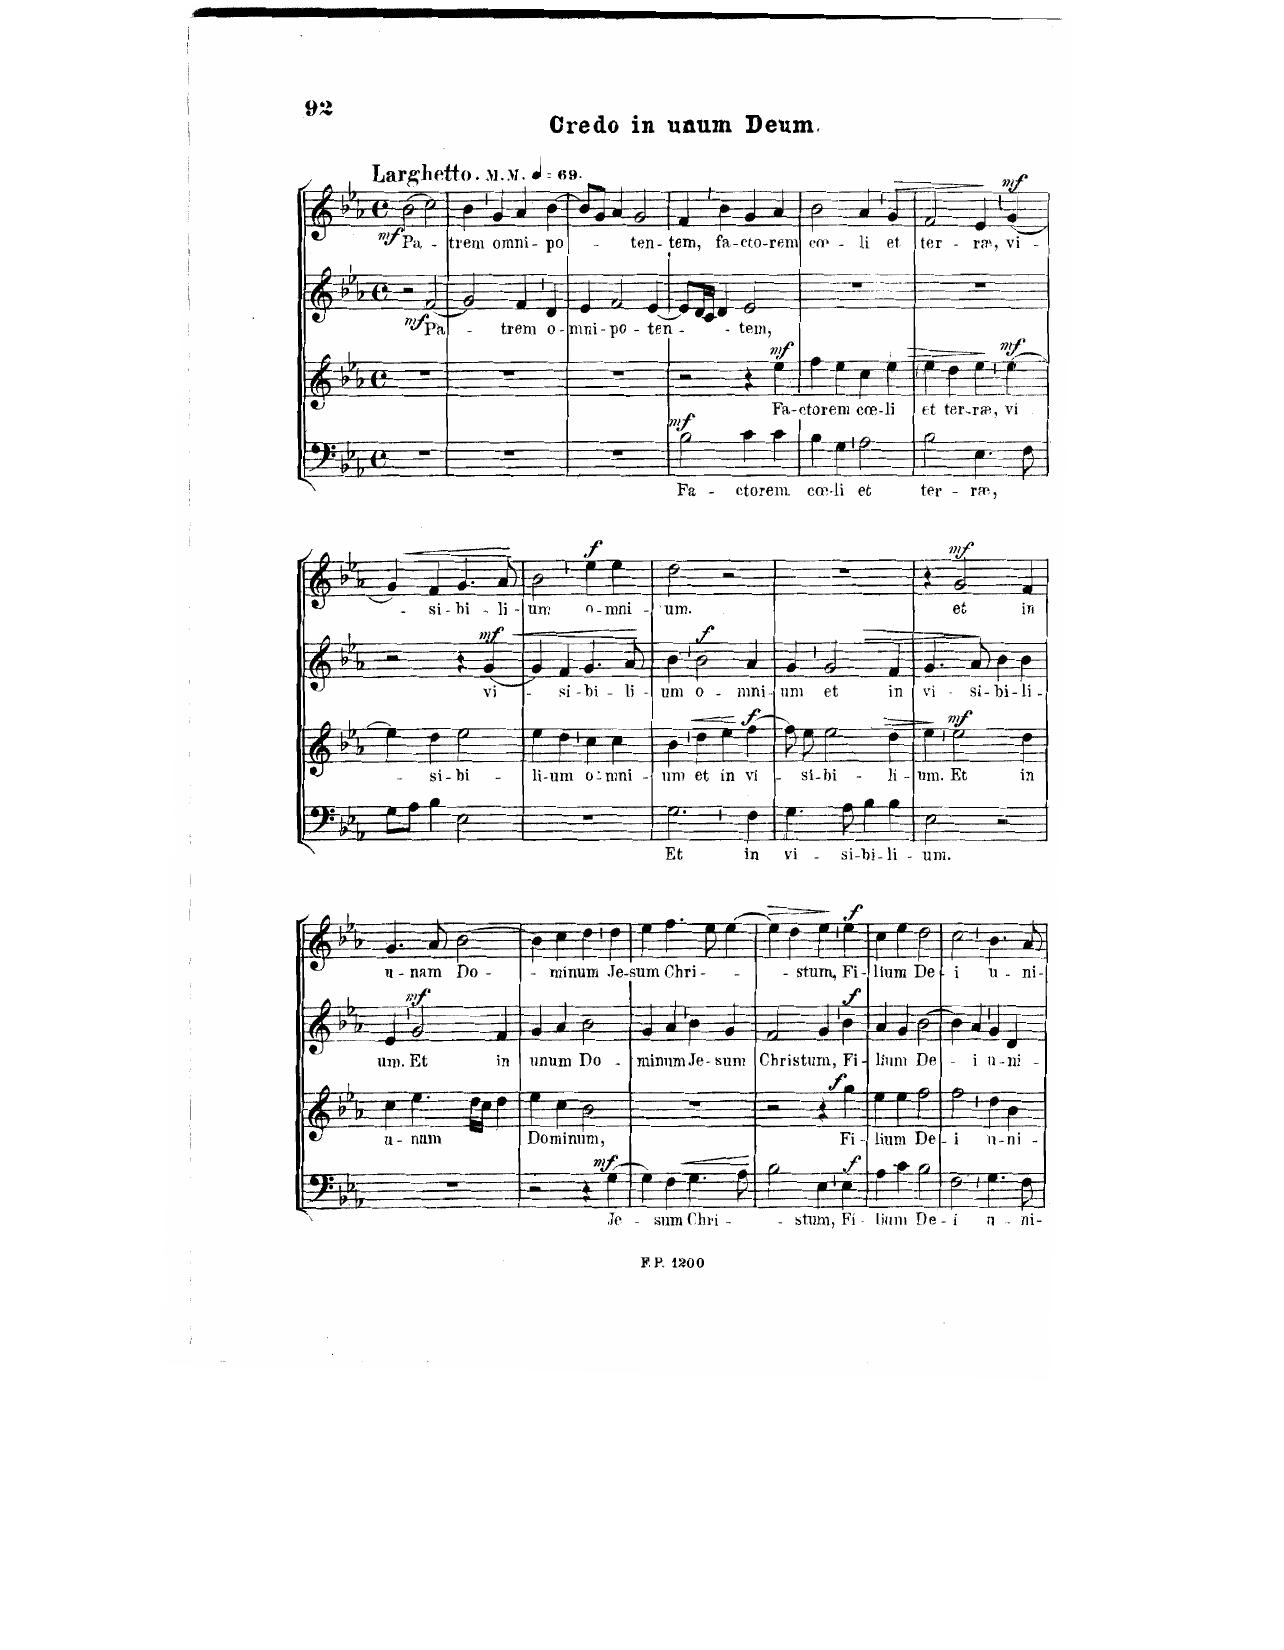 92
Credo in unum Deum.
Larghetto. M.M. ♩ = 69.
mf
mf Pa - trem omni - po - ten - tem, fa-cto-rem cœ - li et ter - ræ, vi -
mf Pa - trem o - mni - po - ten - tem,
mf mf
Fa-ctorem cœ-li et ter-ræ, vi
mf
Fa - ctorem cœ-li et ter - ræ,
f mf
- si-bi - li-um o-mni - um. et in
mf f
vi - si-bi - li - um o - mni-um et in vi - si-bi-li-
f mf
- si-bi - li-um o-mni - um et in vi - si-bi - li-um. Et in
Et in vi - si-bi-li - um.
f
u-nam Do - minum Je-sum Chri - stum, Fi-lium De-i u-ni-
mf f
um. Et in unum Do - minum Je-sum Christum, Fi-lium De - i u-ni-
f
u-num Dominum, Fi-lium De-i u-ni-
mf f
Je - sum Chri - stum, Fi-lium De-i u - ni-
F. P. 1200